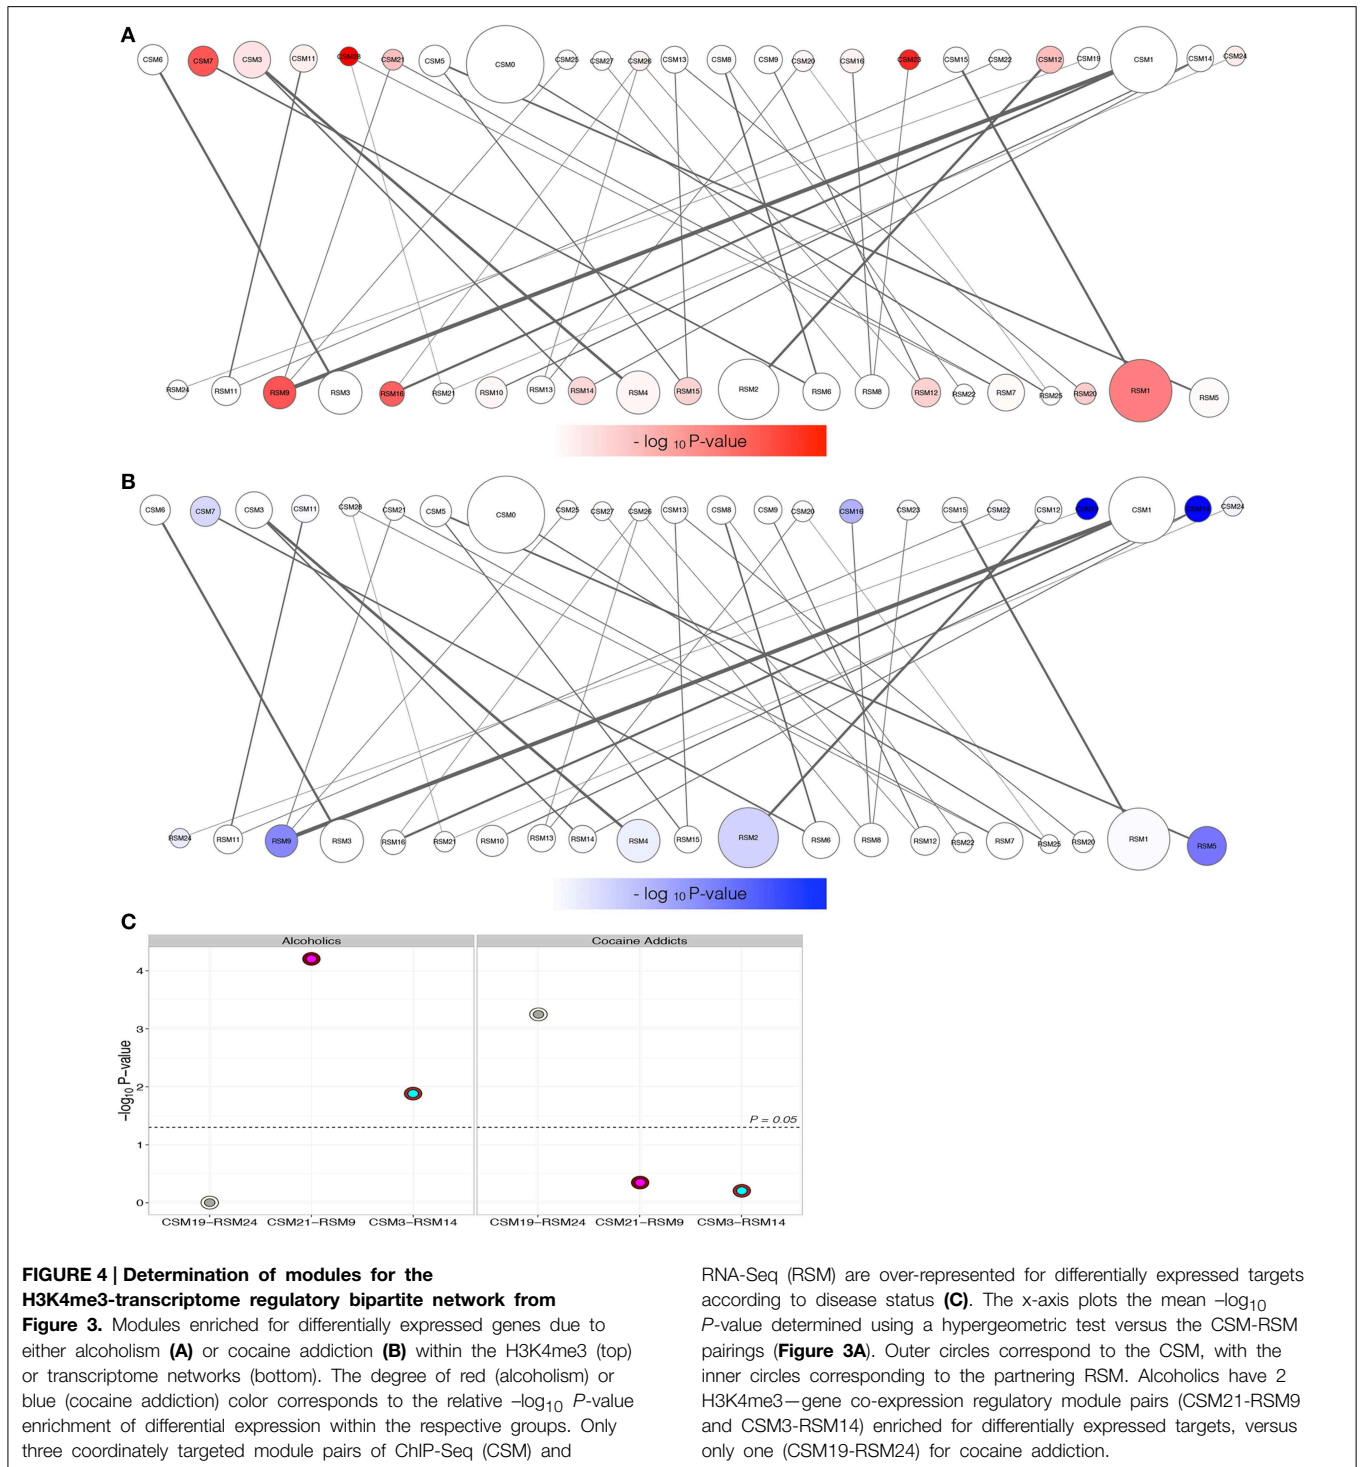 A
CSM6 CSM7 CSM3 CSM11 CSM28 CSM21 CSM5 CSM0 CSM25 CSM27 CSM26 CSM13 CSM8 CSM9 CSM20 CSM16 CSM23 CSM15 CSM22 CSM12 CSM19 CSM1 CSM14 CSM24
RSM24 RSM11 RSM9 RSM3 RSM16 RSM21 RSM10 RSM13 RSM14 RSM4 RSM15 RSM2 RSM6 RSM8 RSM12 RSM22 RSM7 RSM25 RSM20 RSM1 RSM5
- log 10 P-value
B
CSM6 CSM7 CSM3 CSM11 CSM28 CSM21 CSM5 CSM0 CSM25 CSM27 CSM26 CSM13 CSM8 CSM9 CSM20 CSM16 CSM23 CSM15 CSM22 CSM12 CSM1 CSM24
RSM24 RSM11 RSM9 RSM3 RSM16 RSM21 RSM10 RSM13 RSM14 RSM4 RSM15 RSM2 RSM6 RSM8 RSM12 RSM22 RSM7 RSM25 RSM20 RSM1 RSM5
- log 10 P-value
C
Alcoholics Cocaine Addicts
−log10 P−value
4
3
2
1
0
P = 0.05
CSM19−RSM24 CSM21−RSM9 CSM3−RSM14 CSM19−RSM24 CSM21−RSM9 CSM3−RSM14
FIGURE 4 | Determination of modules for the
H3K4me3-transcriptome regulatory bipartite network from
Figure 3. Modules enriched for differentially expressed genes due to
either alcoholism (A) or cocaine addiction (B) within the H3K4me3 (top)
or transcriptome networks (bottom). The degree of red (alcoholism) or
blue (cocaine addiction) color corresponds to the relative –log10 P-value
enrichment of differential expression within the respective groups. Only
three coordinately targeted module pairs of ChIP-Seq (CSM) and
RNA-Seq (RSM) are over-represented for differentially expressed targets
according to disease status (C). The x-axis plots the mean –log10
P-value determined using a hypergeometric test versus the CSM-RSM
pairings (Figure 3A). Outer circles correspond to the CSM, with the
inner circles corresponding to the partnering RSM. Alcoholics have 2
H3K4me3—gene co-expression regulatory module pairs (CSM21-RSM9
and CSM3-RSM14) enriched for differentially expressed targets, versus
only one (CSM19-RSM24) for cocaine addiction.